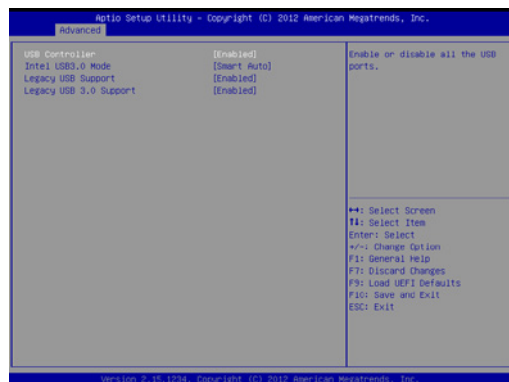 Aptio Setup Utility - Copyright (C) 2012 American Megatrends, Inc.
Advanced
USB Controller [Enabled]
Intel USB3.0 Mode [Smart Auto]
Legacy USB Support [Enabled]
Legacy USB 3.0 Support [Enabled]
Enable or disable all the USB
ports.
↔: Select Screen
↑↓: Select Item
Enter: Select
+/-: Change Option
F1: General Help
F7: Discard Changes
F9: Load UEFI Defaults
F10: Save and Exit
ESC: Exit
Version 2.15.1234. Copyright (C) 2012 American Megatrends, Inc.